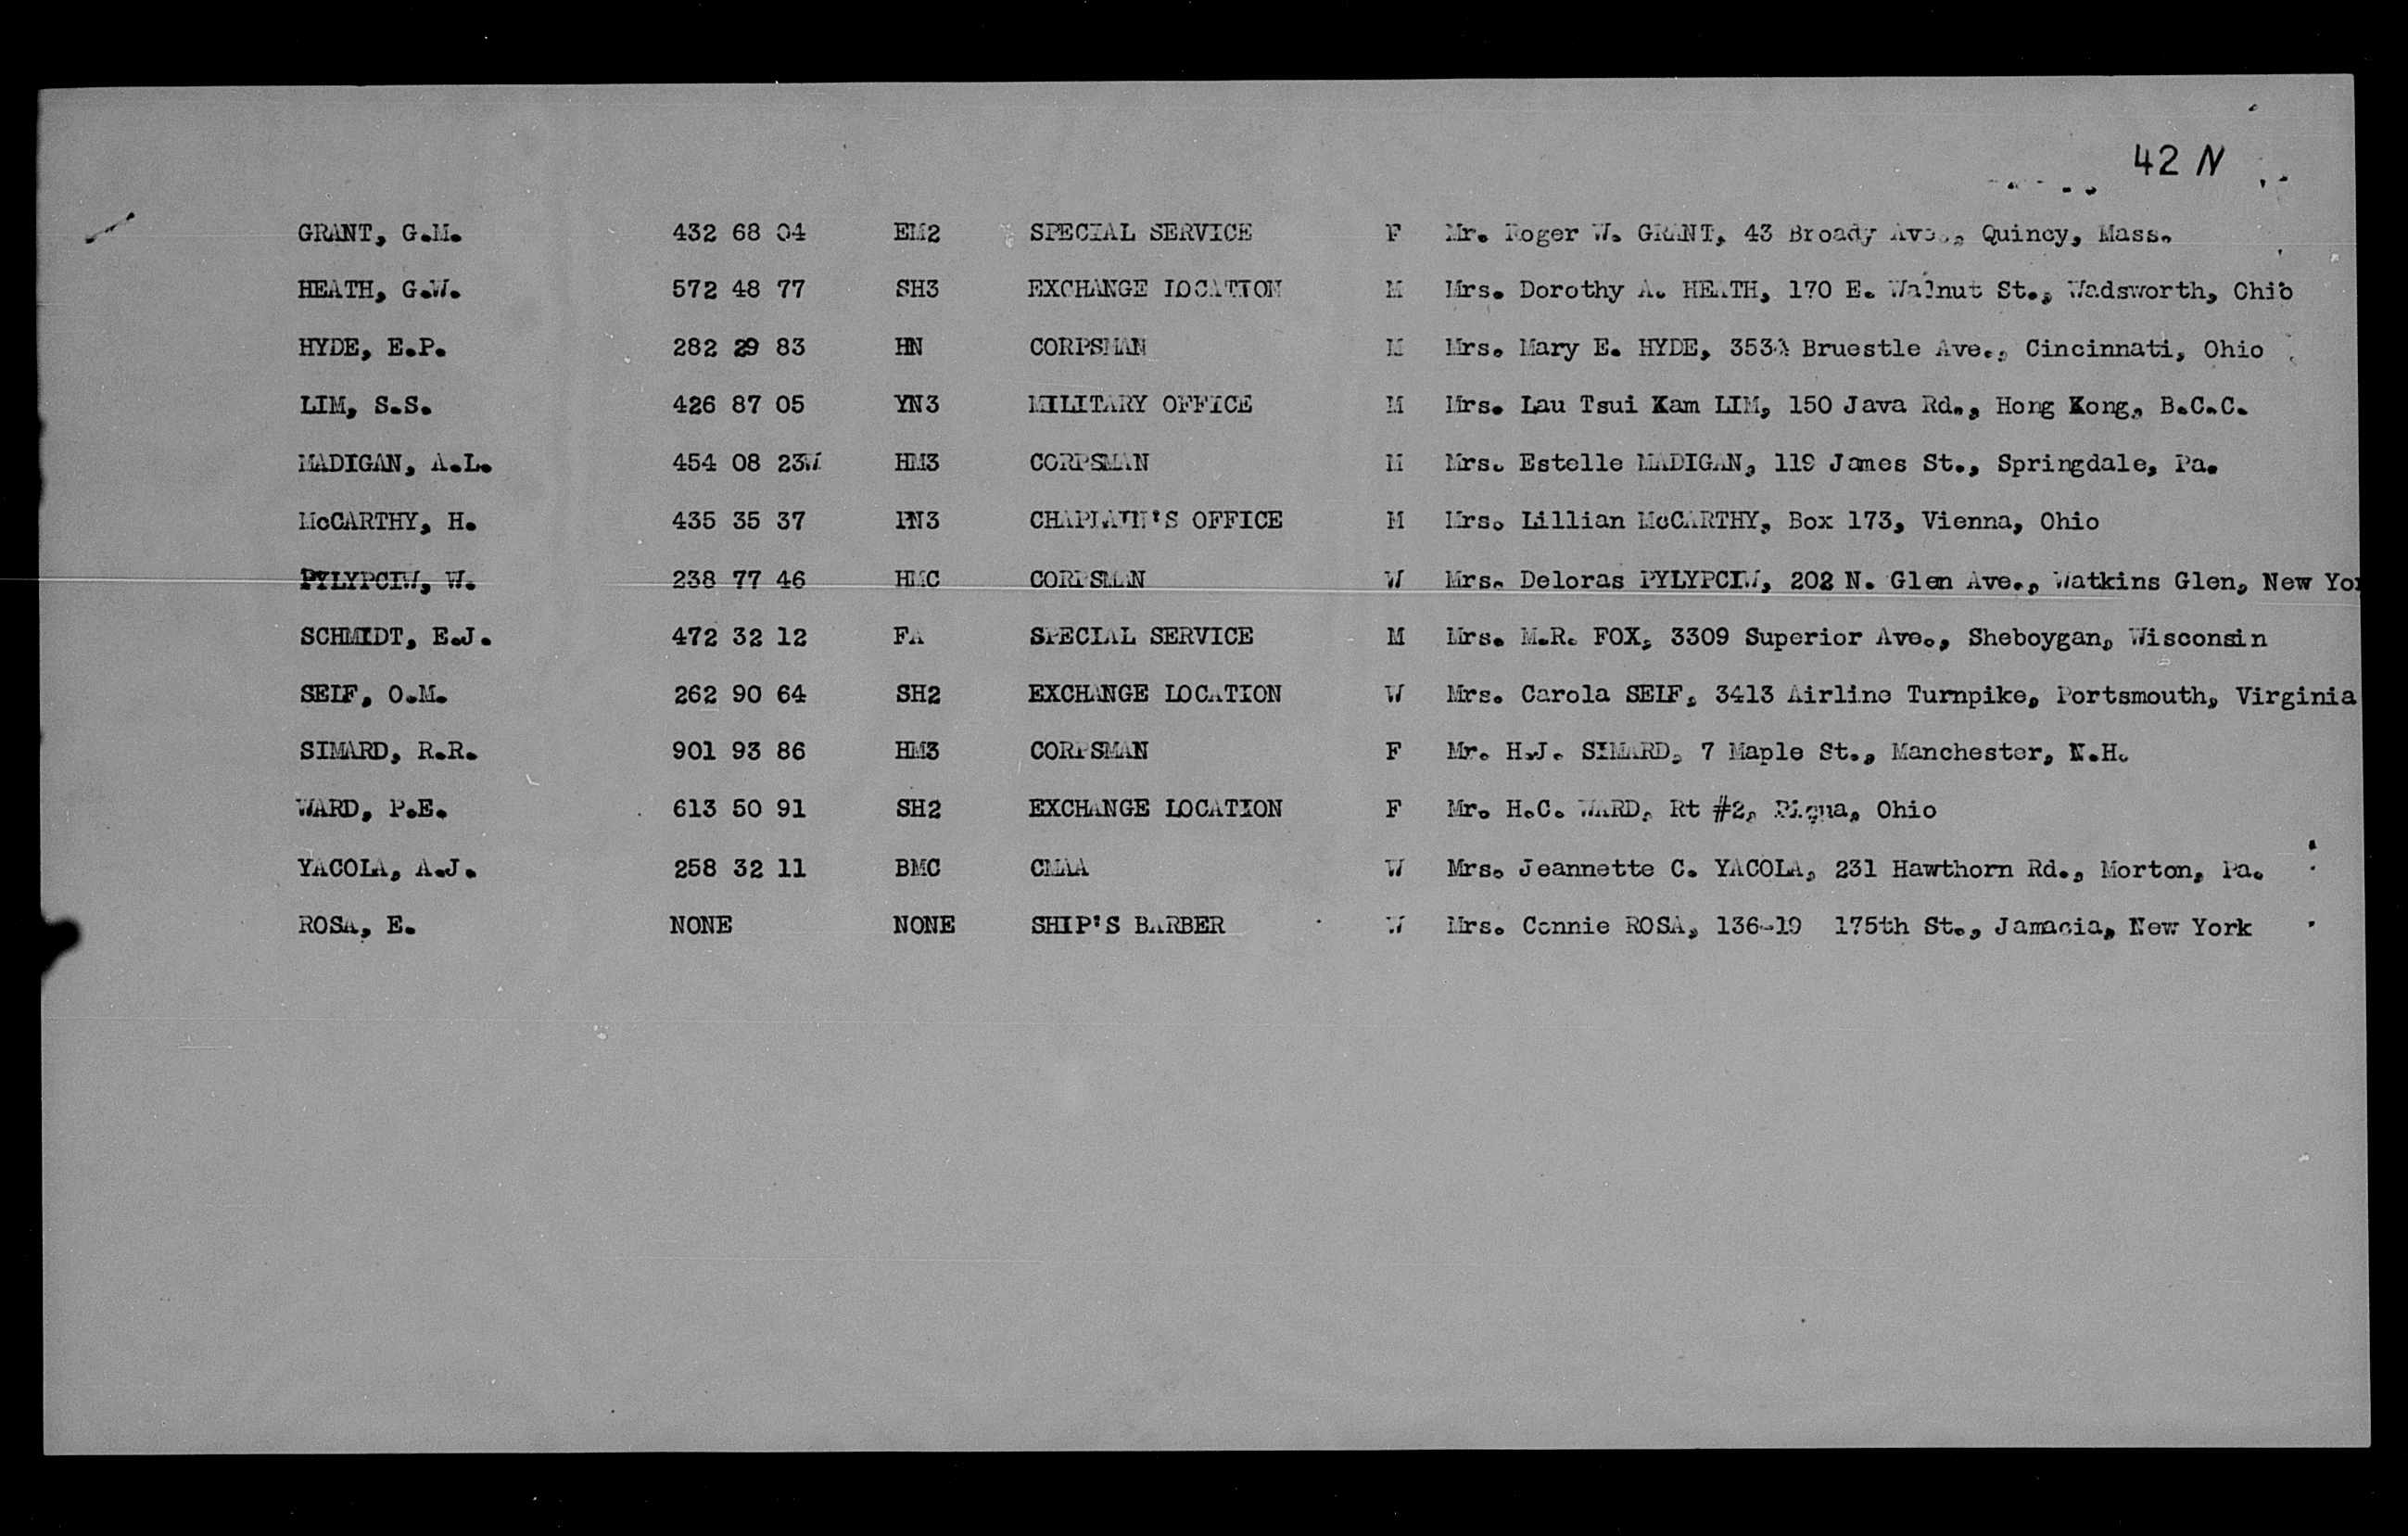 42 N
GRANT, G.M. 432 68 04 EM2 SPECIAL SERVICE F Mr. Roger W. GRANT, 43 Broady Ave., Quincy, Mass.
HEATH, G.W. 572 48 77 SH3 EXCHANGE LOCATION M Mrs. Dorothy A. HEATH, 170 E. Walnut St., Wadsworth, Ohio
HYDE, E.P. 282 29 83 HN CORPSMAN M Mrs. Mary E. HYDE, Bruestle Ave., Cincinnati, Ohio
LIM, S.S. 426 87 05 YN3 MILITARY OFFICE M Mrs. Lau Tsui Kam LIM, 150 Java Rd., Hong Kong, B.C.C.
MADIGAN, A.L. 454 08 23W HM3 CORPSMAN M Mrs. Estelle MADIGAN, 119 James St., Springdale, Pa.
McCARTHY, H. 435 35 37 PN3 CHAPLAIN'S OFFICE M Mrs. Lillian McCARTHY, Box 173, Vienna, Ohio
PYLYPCIW, W. 238 77 46 HMC CORPSMAN W Mrs. Deloras PYLYPCIW, 202 N. Glen Ave., Watkins Glen, New Yor
SCHMIDT, E.J. 472 32 12 FA SPECIAL SERVICE M Mrs. M.R. FOX, 3309 Superior Ave., Sheboygan, Wisconsin
SEIF, O.M. 262 90 64 SH2 EXCHANGE LOCATION W Mrs. Carola SEIF, 3413 Airline Turnpike, Portsmouth, Virginia
SIMARD, R.R. 901 93 86 HM3 CORPSMAN F Mr. H.J. SIMARD, 7 Maple St., Manchester, N.H.
WARD, P.E. 613 50 91 SH2 EXCHANGE LOCATION F Mr. H.C. WARD, Rt #2, Piqua, Ohio
YACOLA, A.J. 258 32 11 BMC CMAA W Mrs. Jeannette C. YACOLA, 231 Hawthorn Rd., Morton, Pa.
ROSA, E. NONE NONE SHIP'S BARBER W Mrs. Connie ROSA, 136-19 175th St., Jamacia, New York